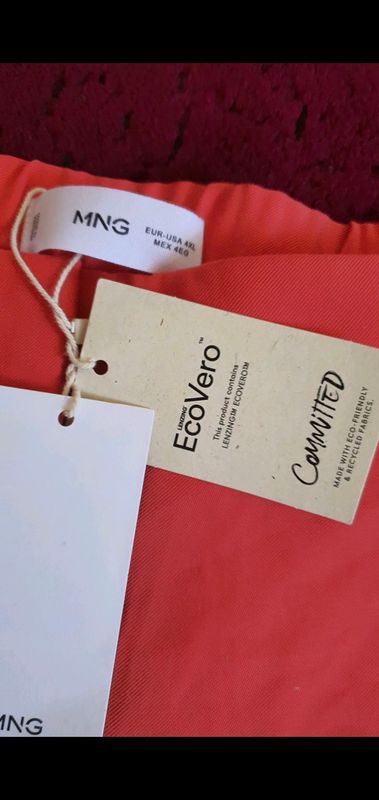 MNG
EUR-USA 4XL
MEX 4EG
LENZING
EcoVero™
This product contains
LENZING™ ECOVERO™
COMMITTED
MADE WITH ECO-FRIENDLY
& RECYCLED FABRICS.
MNG